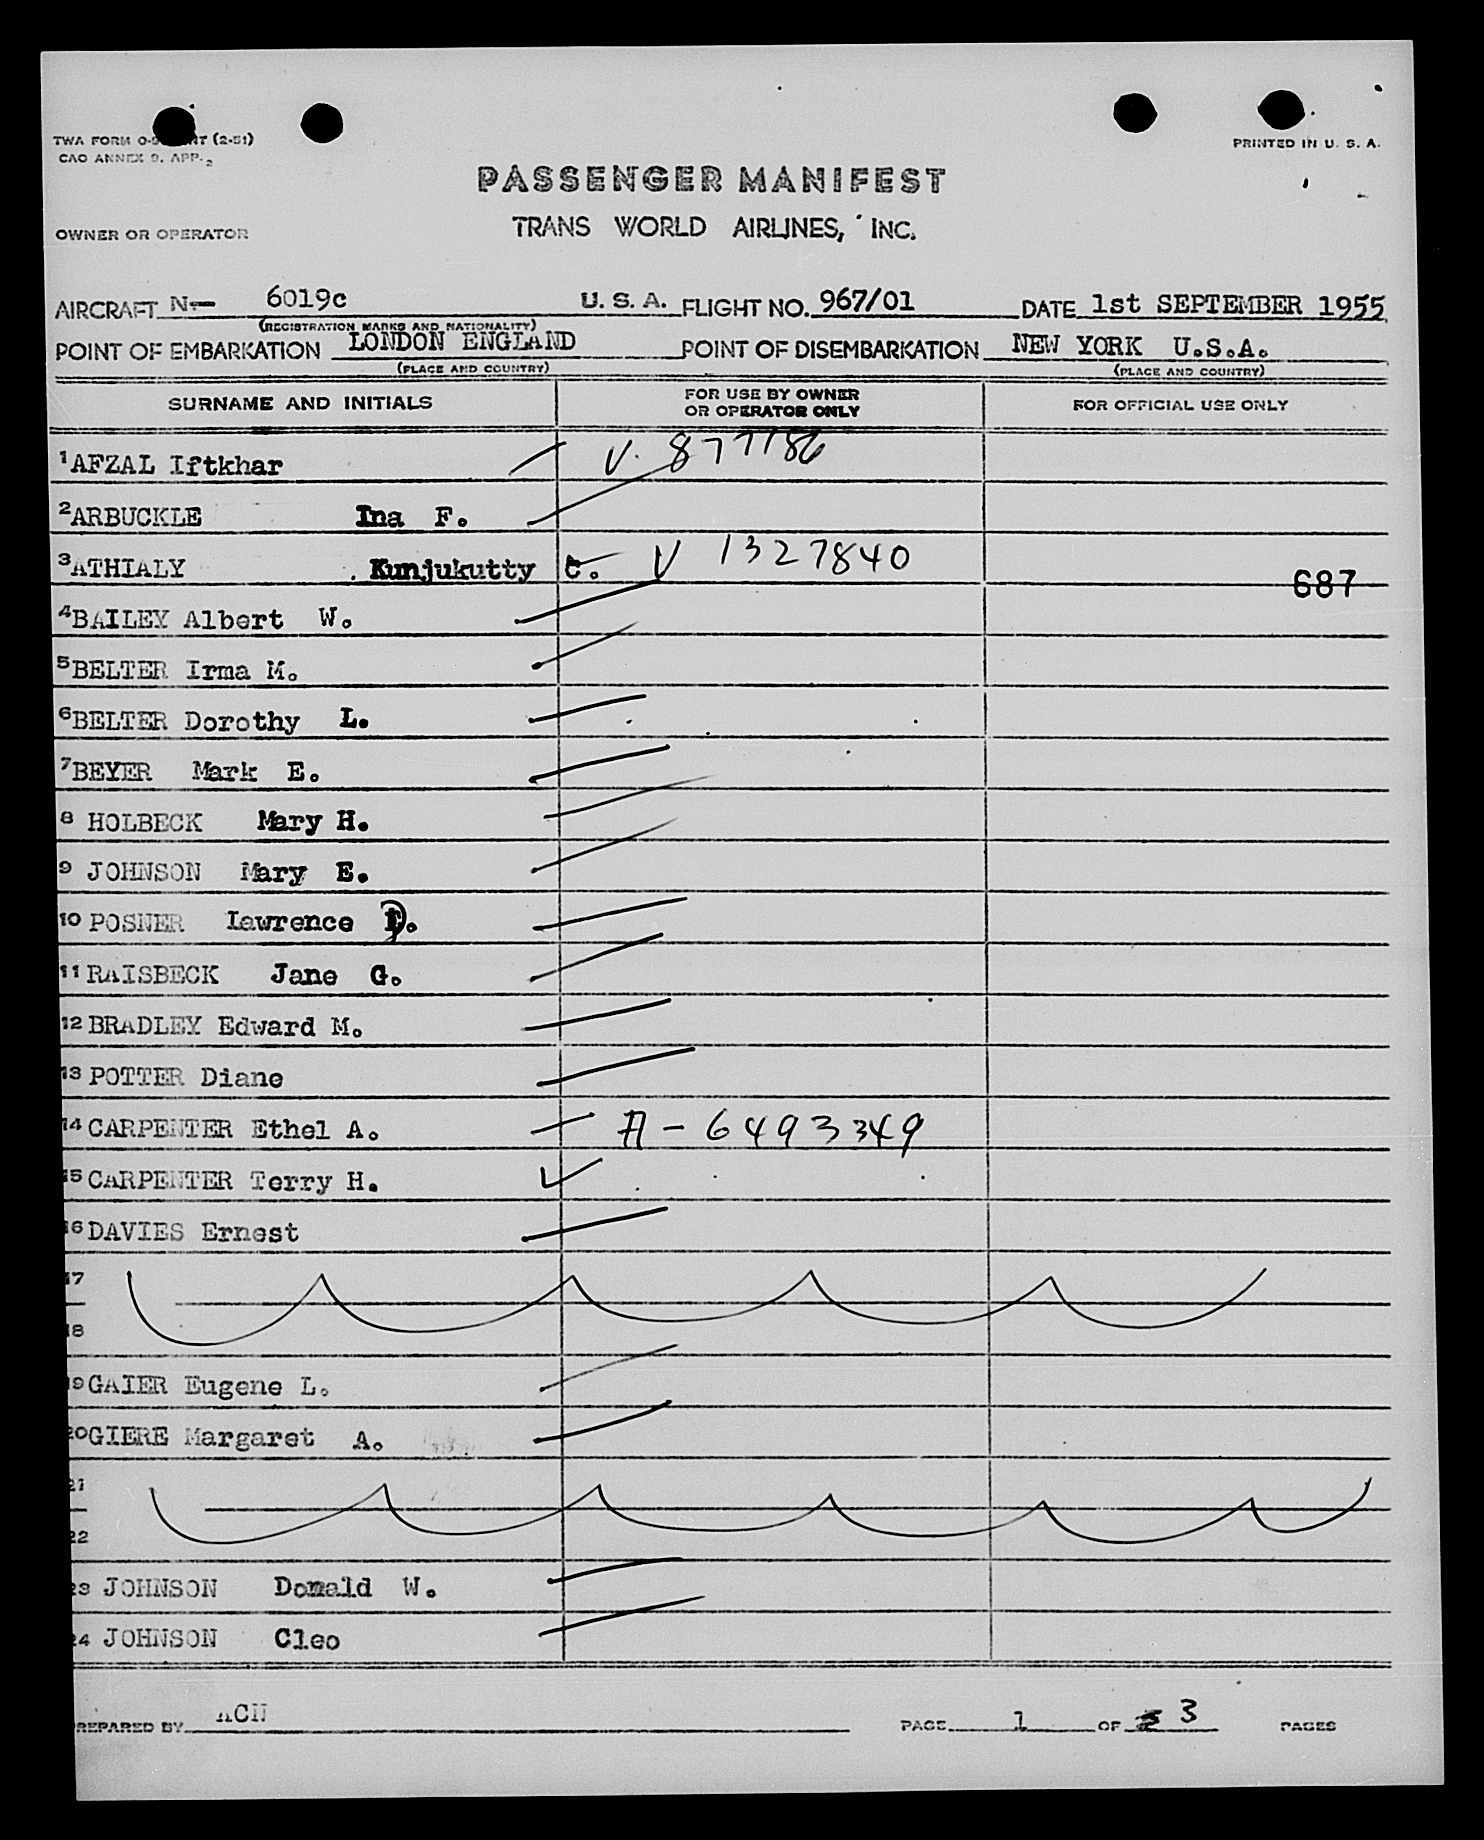 TWA FORM O- NT (2-51)
CAO ANNEX 9. APP. 2
PRINTED IN U. S. A.
PASSENGER MANIFEST
OWNER OR OPERATOR
TRANS WORLD AIRLINES, INC.
AIRCRAFT N- 6019c U. S. A. FLIGHT NO. 967/01 DATE 1st SEPTEMBER 1955
(REGISTRATION MARKS AND NATIONALITY)
POINT OF EMBARKATION LONDON ENGLAND POINT OF DISEMBARKATION NEW YORK U.S.A.
(PLACE AND COUNTRY) (PLACE AND COUNTRY)
SURNAME AND INITIALS FOR USE BY OWNER OR OPERATOR ONLY FOR OFFICIAL USE ONLY
1 AFZAL Iftkhar V. 877186
2 ARBUCKLE Ina F.
3 ATHIALY Kunjukutty C. V 1327840
687
4 BAILEY Albert W.
5 BELTER Irma M.
6 BELTER Dorothy L.
7 BEYER Mark E.
8 HOLBECK Mary H.
9 JOHNSON Mary E.
10 POSNER Lawrence D.
11 RAISBECK Jane G.
12 BRADLEY Edward M.
13 POTTER Diane
14 CARPENTER Ethel A. A-6493349
15 CARPENTER Terry H.
16 DAVIES Ernest
17
18
19 GAIER Eugene L.
20 GIERE Margaret A.
21
22
23 JOHNSON Donald W.
24 JOHNSON Cleo
PREPARED BY PAGE 1 OF 3 PAGES